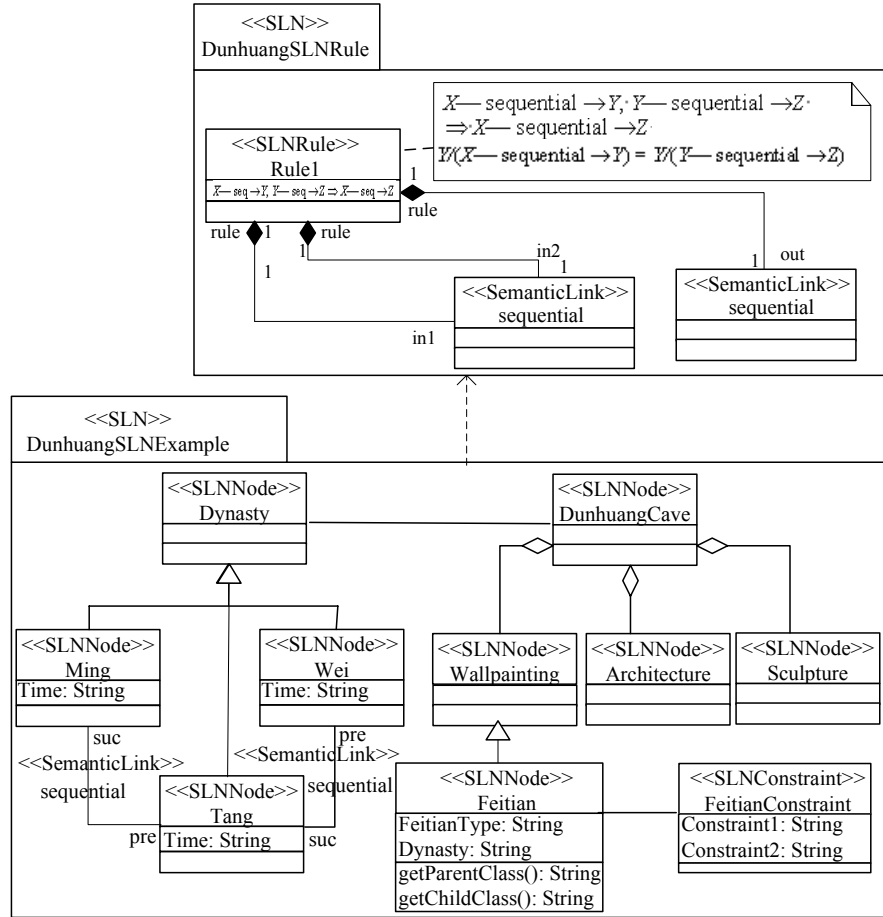 <<SLN>>
DunhuangSLNRule
X— sequential →Y, Y— sequential →Z
⇒ X— sequential →Z
Y/(X— sequential →Y) = Y/(Y— sequential →Z)
<<SLNRule>>
Rule1
X— seq →Y, Y— seq →Z ⇒ X— seq →Z
1
rule
rule
1
rule
1
1
in2
1
out
1
<<SemanticLink>>
sequential
<<SemanticLink>>
sequential
in1
<<SLN>>
DunhuangSLNExample
<<SLNNode>>
Dynasty
<<SLNNode>>
DunhuangCave
<<SLNNode>>
Ming
Time: String
<<SLNNode>>
Wei
Time: String
<<SLNNode>>
Wallpainting
<<SLNNode>>
Architecture
<<SLNNode>>
Sculpture
suc
pre
<<SemanticLink>>
sequential
<<SemanticLink>>
sequential
<<SLNNode>>
Tang
Time: String
pre
suc
<<SLNNode>>
Feitian
FeitianType: String
Dynasty: String
getParentClass(): String
getChildClass(): String
<<SLNConstraint>>
FeitianConstraint
Constraint1: String
Constraint2: String